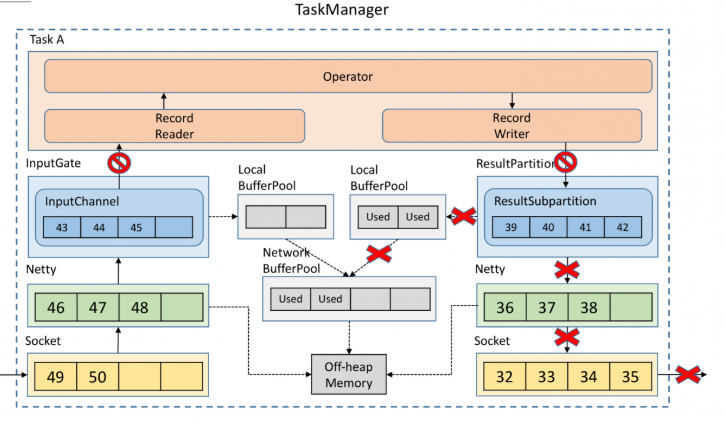 TaskManager
Task A
Operator
Record
Reader
Record
Writer
InputGate
ResultPartition
Local
BufferPool
Local
BufferPool
InputChannel
43 44 45
Used Used
ResultSubpartition
39 40 41 42
Network
BufferPool
Netty
46 47 48
Used Used
Netty
36 37 38
Socket
49 50
Off-heap
Memory
Socket
32 33 34 35